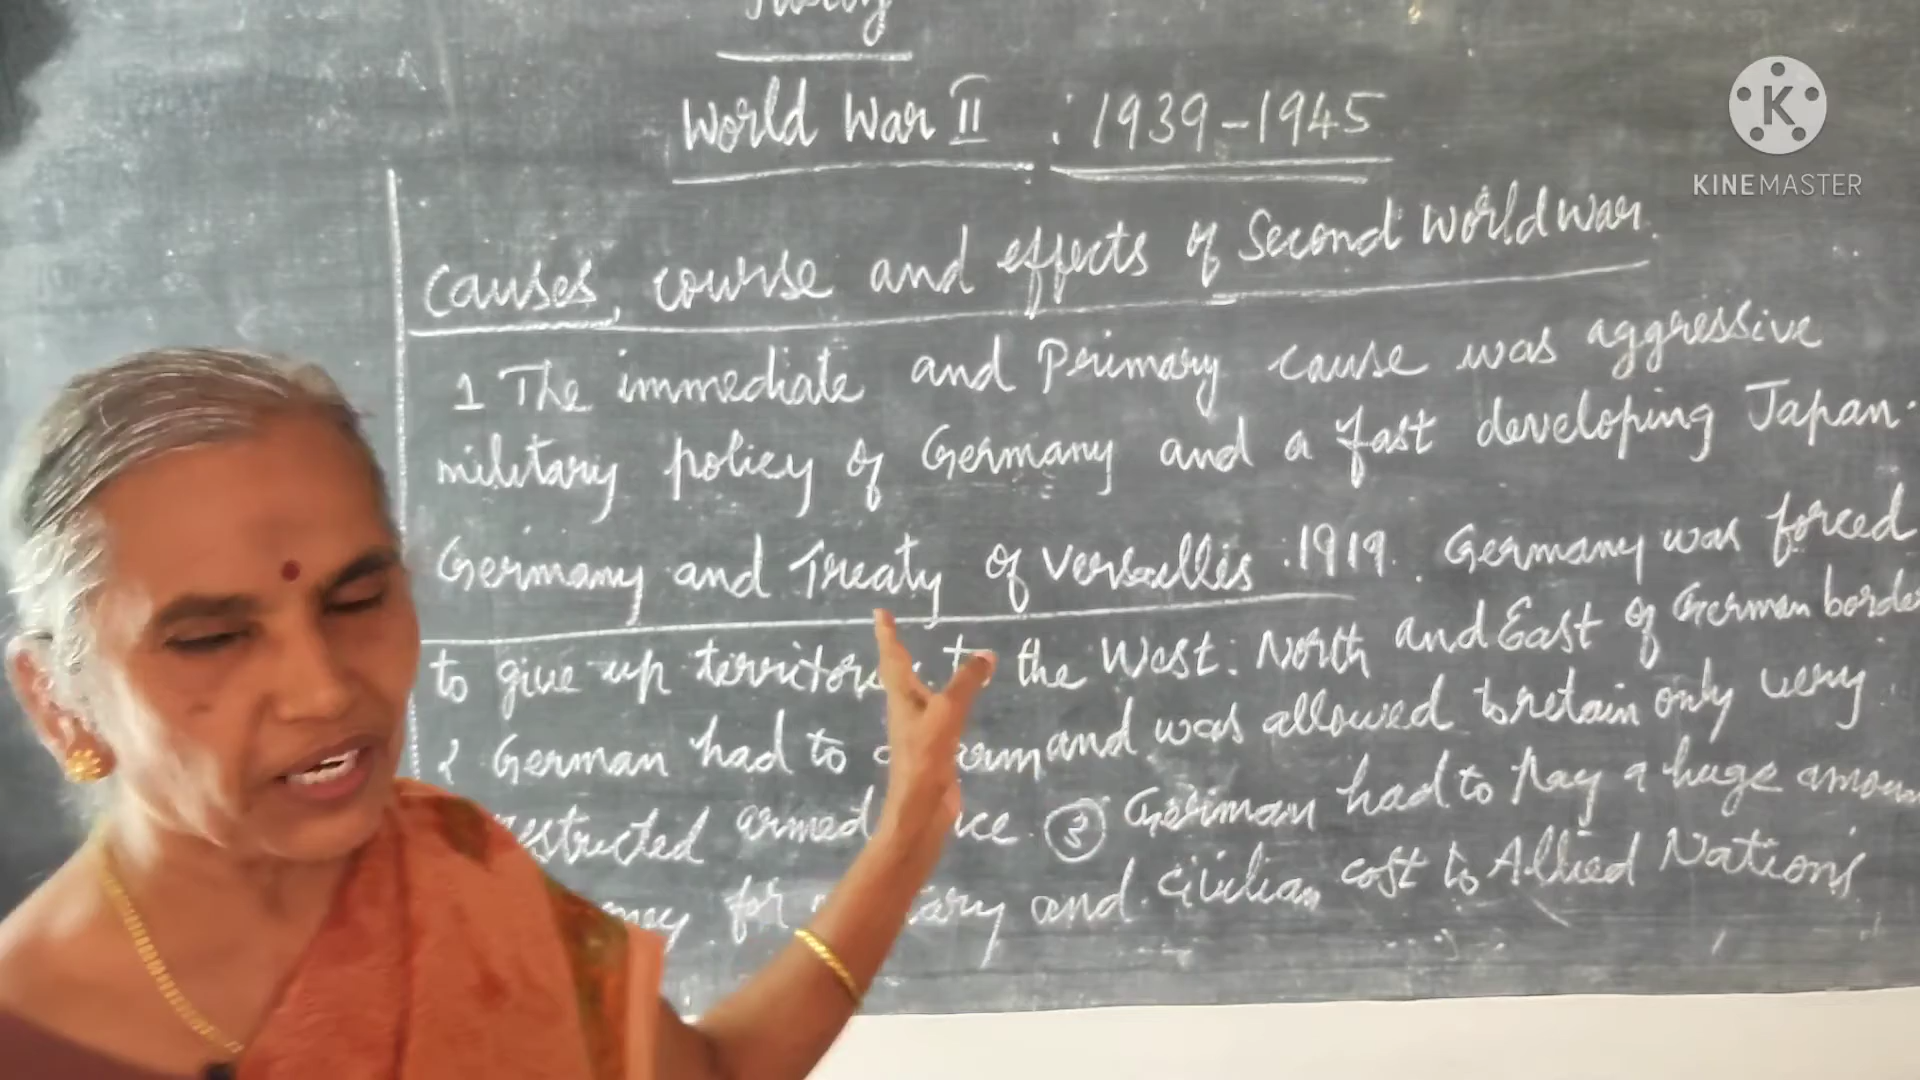 World War II : 1939-1945
K
KINEMASTER
causes, course and effects of Second World War.
1 The immediate and Primary cause was aggressive
military policy of Germany and a fast developing Japan.
Germany and Treaty of Versallis :1919. Germany was forced
to give up the West: North and East of German border
2 German had to and was allowed to retain only very
restricted armed 3 German had to pay a huge
for and civilian cost to Allied Nations